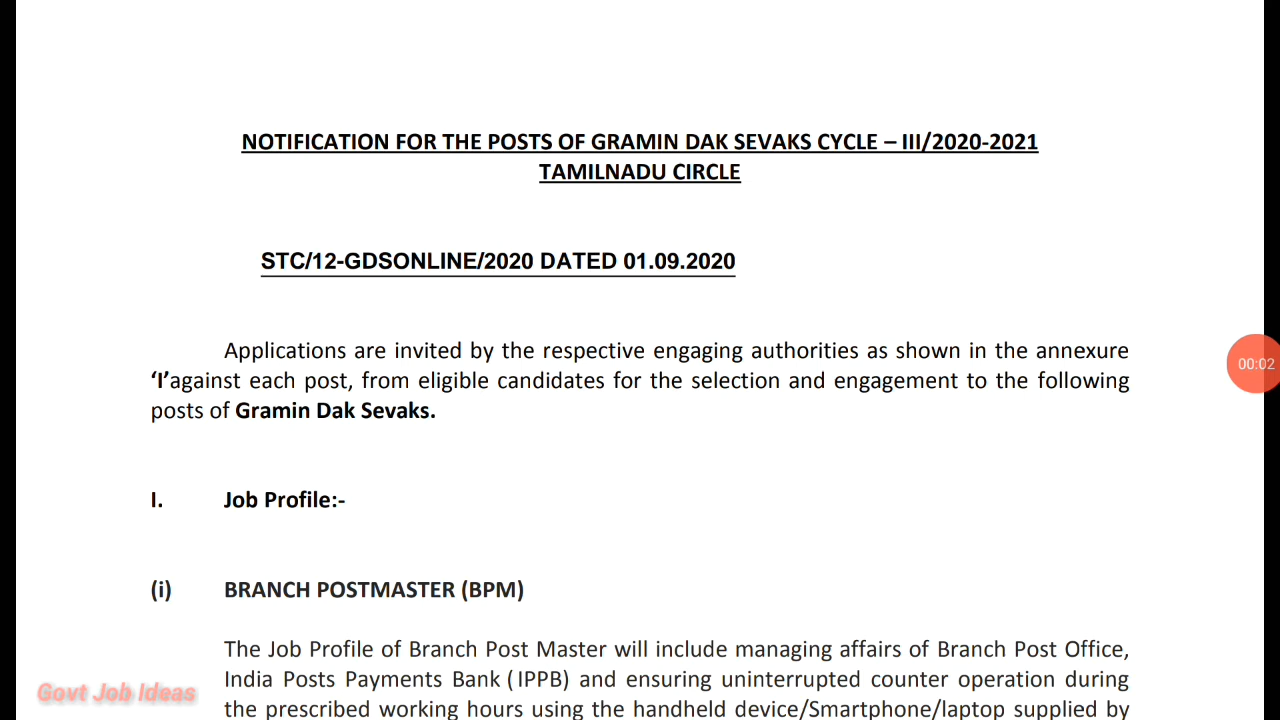 NOTIFICATION FOR THE POSTS OF GRAMIN DAK SEVAKS CYCLE – III/2020-2021
TAMILNADU CIRCLE
STC/12-GDSONLINE/2020 DATED 01.09.2020
Applications are invited by the respective engaging authorities as shown in the annexure
‘I’against each post, from eligible candidates for the selection and engagement to the following
posts of Gramin Dak Sevaks.
00:02
I. Job Profile:-
(i) BRANCH POSTMASTER (BPM)
The Job Profile of Branch Post Master will include managing affairs of Branch Post Office,
India Posts Payments Bank ( IPPB) and ensuring uninterrupted counter operation during
the prescribed working hours using the handheld device/Smartphone/laptop supplied by
Govt Job Ideas